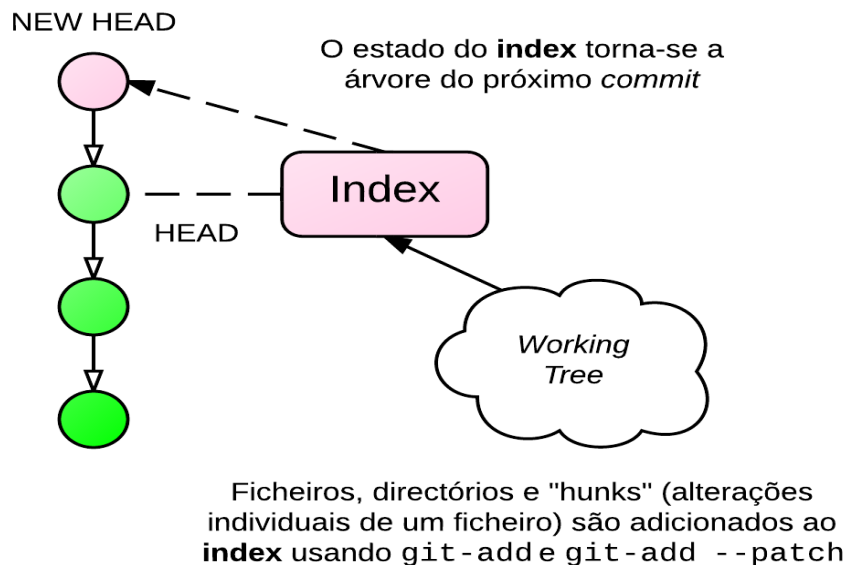 NEW HEAD
O estado do index torna-se a
árvore do próximo commit
Index
HEAD
Working
Tree
Ficheiros, directórios e "hunks" (alterações
individuais de um ficheiro) são adicionados ao
index usando git-add e git-add --patch